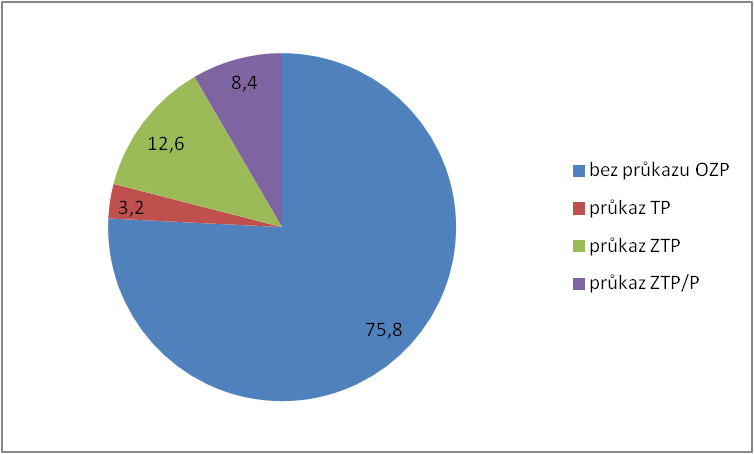 8,4
12,6
3,2
75,8
bez průkazu OZP
průkaz TP
průkaz ZTP
průkaz ZTP/P